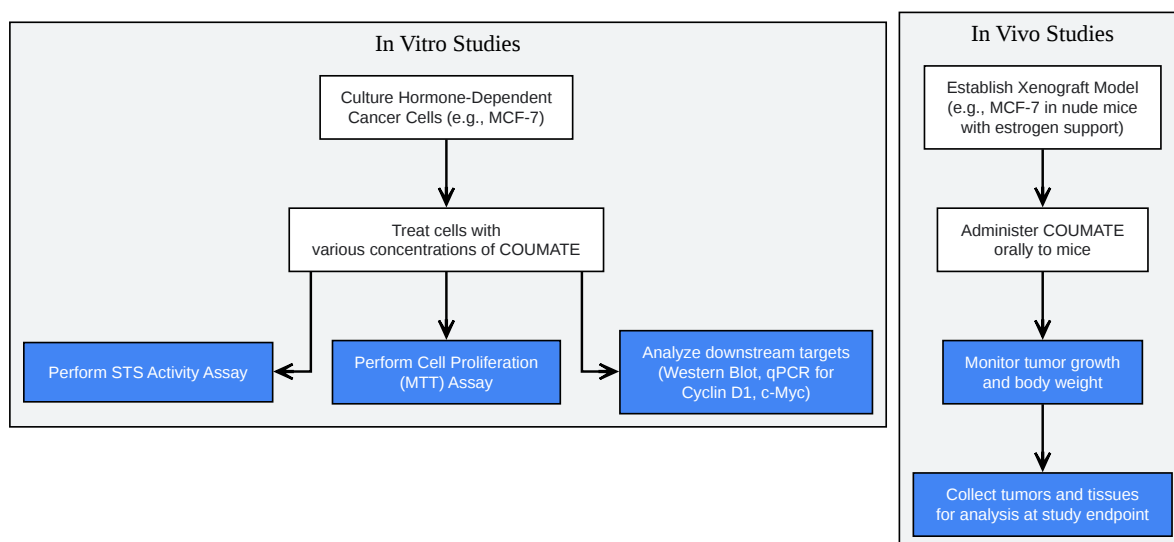 In Vitro Studies
Culture Hormone-Dependent
Cancer Cells (e.g., MCF-7)
Treat cells with
various concentrations of COUMATE
Perform STS Activity Assay
Perform Cell Proliferation
(MTT) Assay
Analyze downstream targets
(Western Blot, qPCR for
Cyclin D1, c-Myc)
In Vivo Studies
Establish Xenograft Model
(e.g., MCF-7 in nude mice
with estrogen support)
Administer COUMATE
orally to mice
Monitor tumor growth
and body weight
Collect tumors and tissues
for analysis at study endpoint